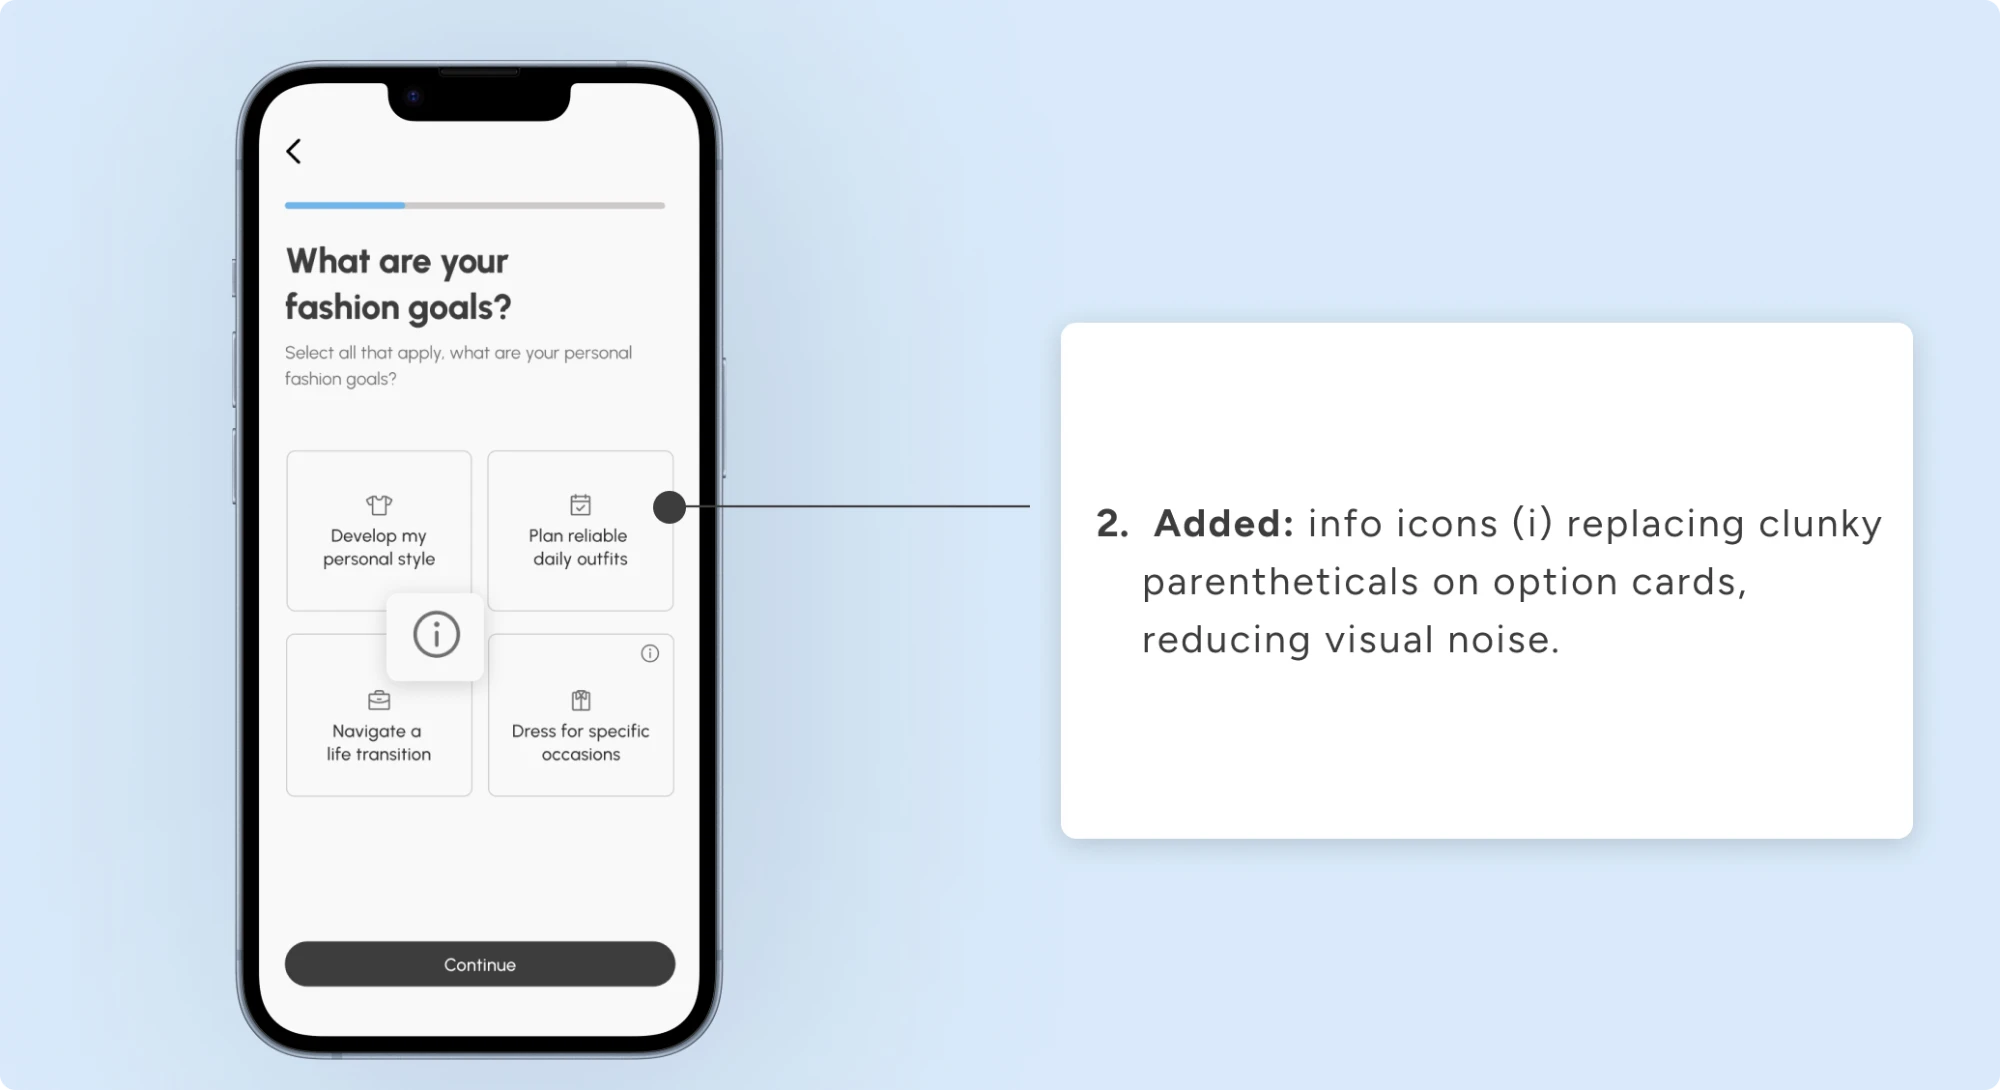 What are your
fashion goals?
Select all that apply, what are your personal
fashion goals?
Develop my
personal style
Plan reliable
daily outfits
Navigate a
life transition
Dress for specific
occasions
Continue
2. Added: info icons (i) replacing clunky
parentheticals on option cards,
reducing visual noise.